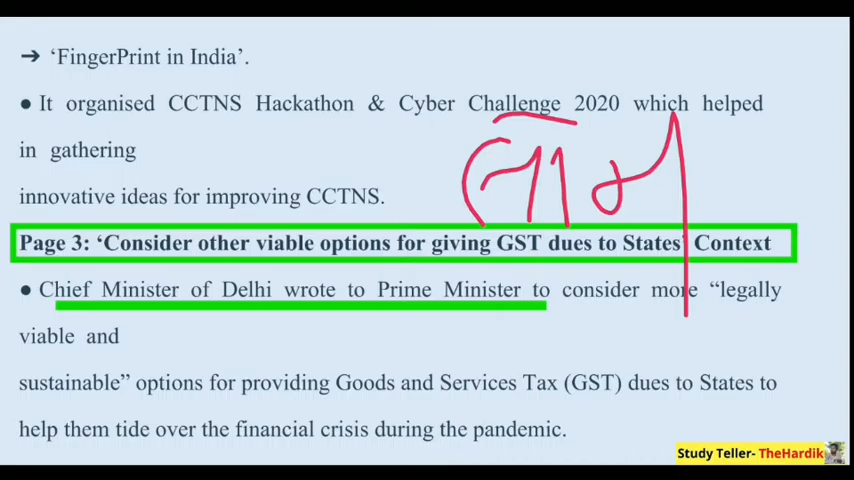 ➔ ‘FingerPrint in India’.
● It organised CCTNS Hackathon & Cyber Challenge 2020 which helped
in gathering
innovative ideas for improving CCTNS.
Page 3: ‘Consider other viable options for giving GST dues to States’ Context
● Chief Minister of Delhi wrote to Prime Minister to consider more “legally
viable and
sustainable” options for providing Goods and Services Tax (GST) dues to States to
help them tide over the financial crisis during the pandemic.
Study Teller- TheHardik